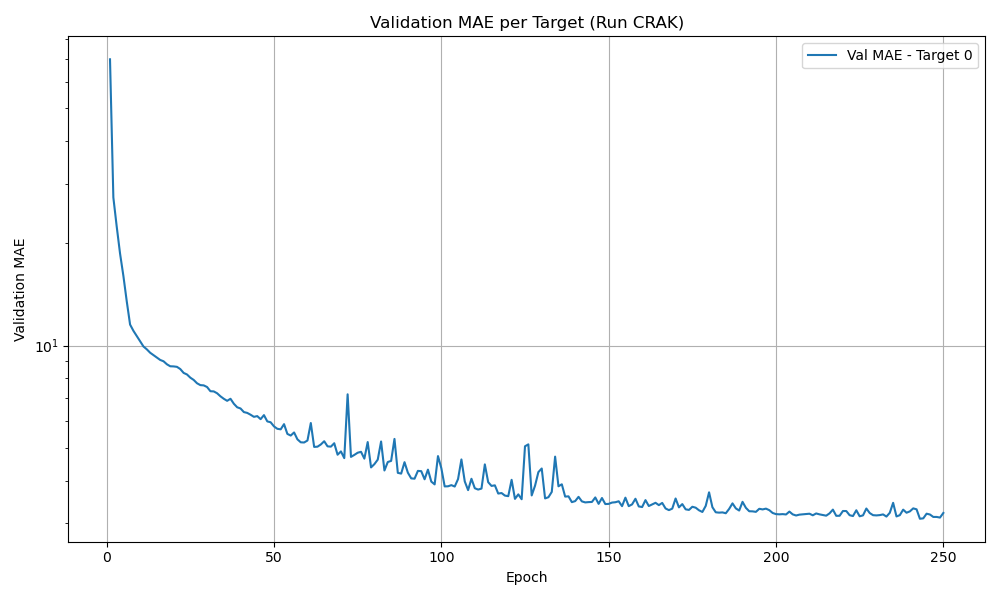 Validation MAE per Target (Run CRAK)
Val MAE - Target 0
Validation MAE
10¹
0 50 100 150 200 250
Epoch